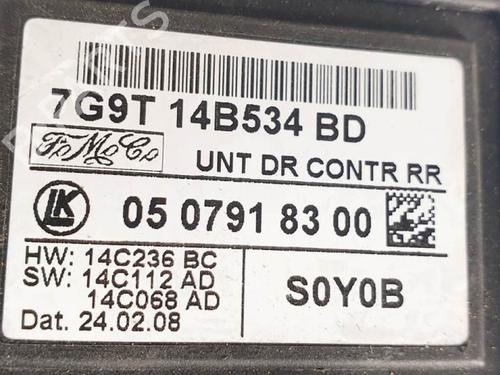 7G9T 14B534 BD
FoMoCo
UNT DR CONTR RR
LK
05 0791 83 00
HW: 14C236 BC
SW: 14C112 AD
14C068 AD
S0Y0B
Dat. 24.02.08